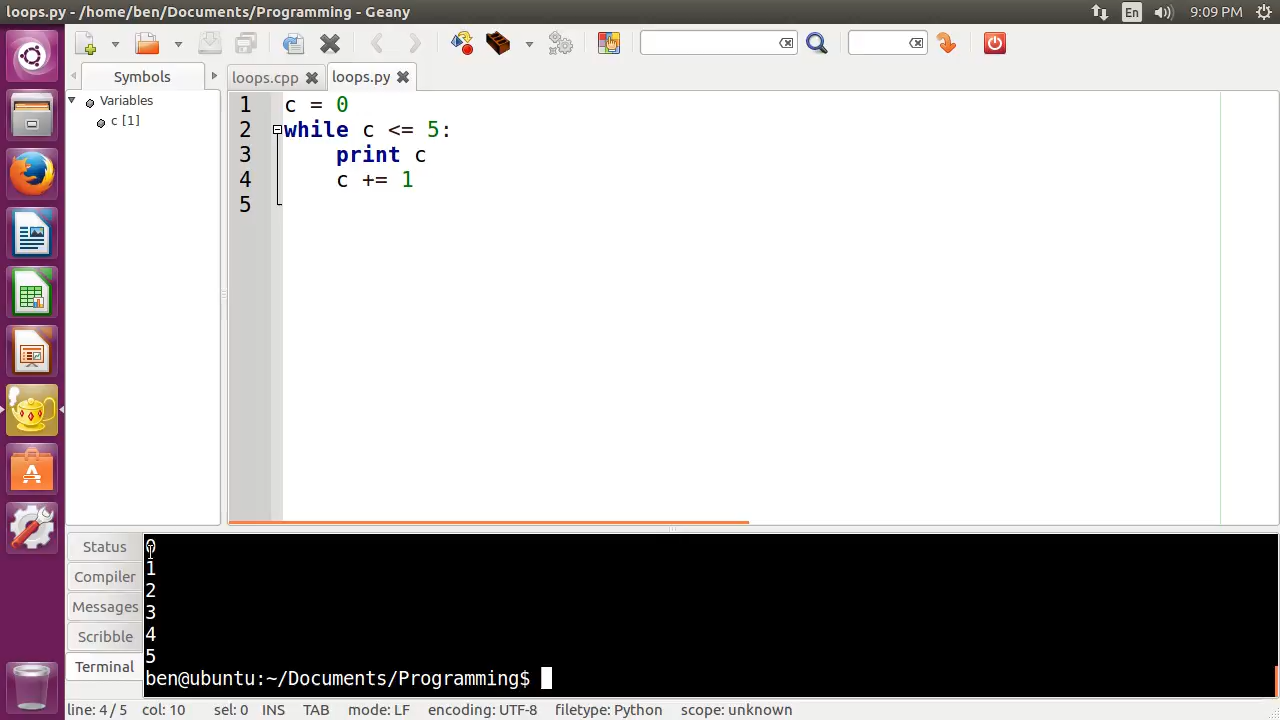 loops.py - /home/ben/Documents/Programming - Geany
En
9:09 PM
Symbols
loops.cpp
loops.py
Variables
c [1]
1 c = 0
2 while c <= 5:
3 print c
4 c += 1
5
Status
Compiler
Messages
Scribble
Terminal
0
1
2
3
4
5
ben@ubuntu:~/Documents/Programming$
line: 4 / 5 col: 10 sel: 0 INS TAB mode: LF encoding: UTF-8 filetype: Python scope: unknown